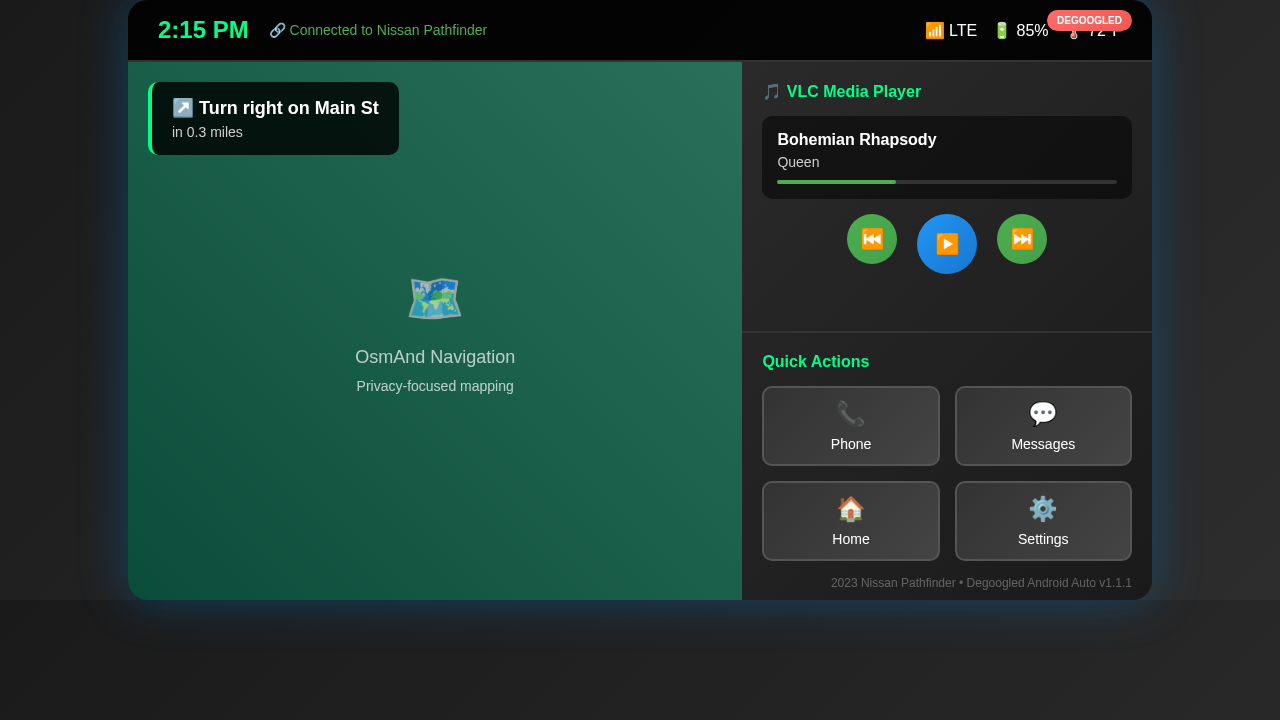 2:15 PM
🔗 Connected to Nissan Pathfinder
📶 LTE
🔋 85%
DEGOOGLED
↗️ Turn right on Main St
in 0.3 miles
OsmAnd Navigation
Privacy-focused mapping
🎵 VLC Media Player
Bohemian Rhapsody
Queen
Quick Actions
Phone
Messages
Home
Settings
2023 Nissan Pathfinder • Degoogled Android Auto v1.1.1